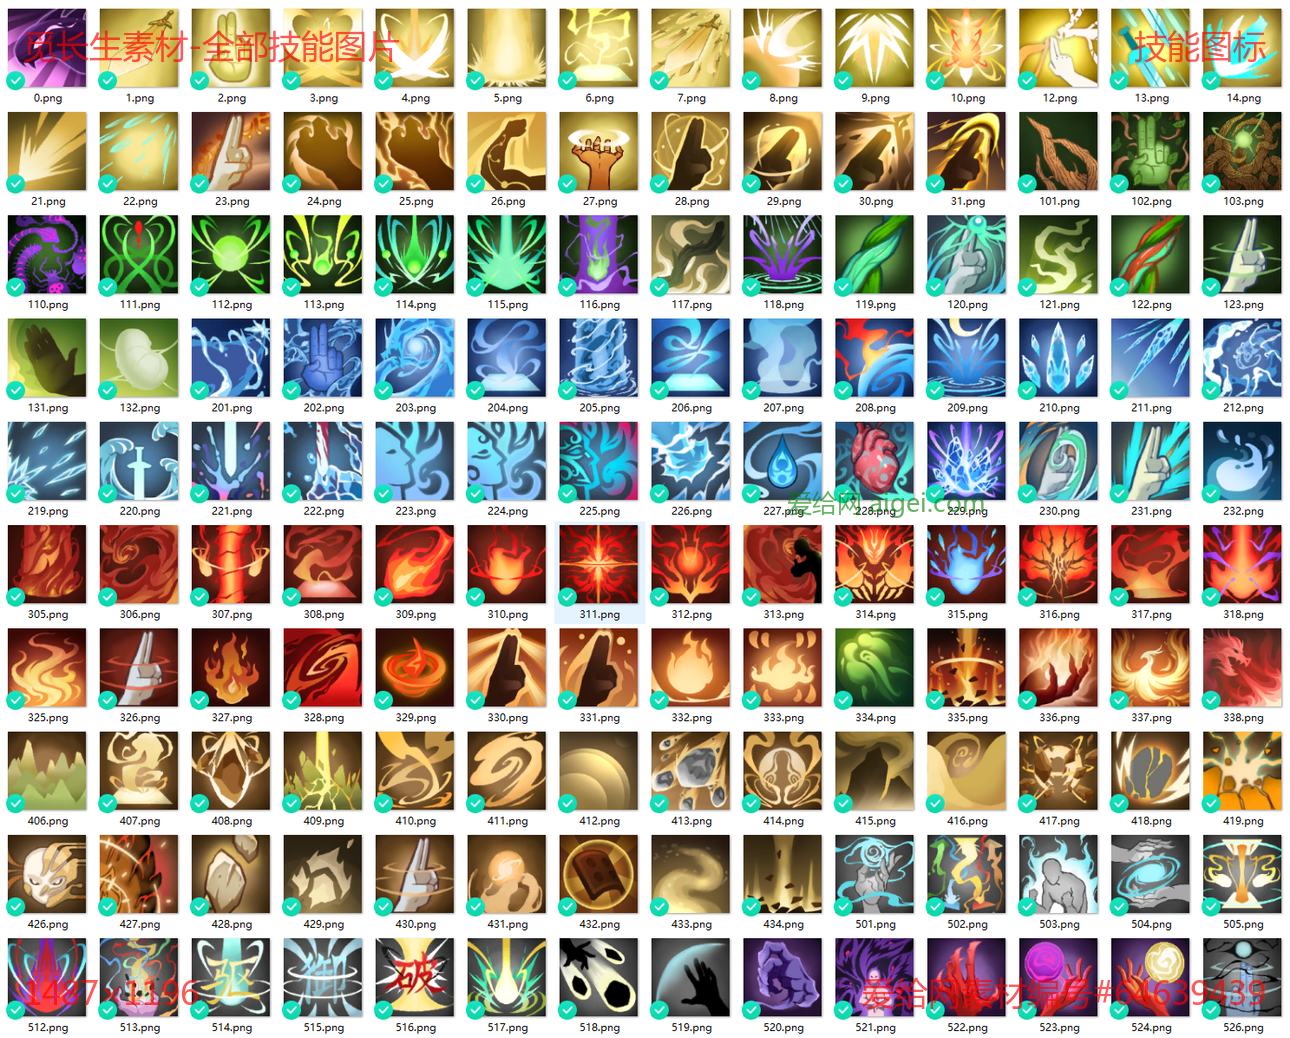 觅长生素材-全部技能图片
技能图标
0.png 1.png 2.png 3.png 4.png 5.png 6.png 7.png 8.png 9.png 10.png 12.png 13.png 14.png
21.png 22.png 23.png 24.png 25.png 26.png 27.png 28.png 29.png 30.png 31.png 101.png 102.png 103.png
110.png 111.png 112.png 113.png 114.png 115.png 116.png 117.png 118.png 119.png 120.png 121.png 122.png 123.png
131.png 132.png 201.png 202.png 203.png 204.png 205.png 206.png 207.png 208.png 209.png 210.png 211.png 212.png
爱给网 aigei.com
219.png 220.png 221.png 222.png 223.png 224.png 225.png 226.png 227.png 228.png 229.png 230.png 231.png 232.png
305.png 306.png 307.png 308.png 309.png 310.png 311.png 312.png 313.png 314.png 315.png 316.png 317.png 318.png
325.png 326.png 327.png 328.png 329.png 330.png 331.png 332.png 333.png 334.png 335.png 336.png 337.png 338.png
406.png 407.png 408.png 409.png 410.png 411.png 412.png 413.png 414.png 415.png 416.png 417.png 418.png 419.png
426.png 427.png 428.png 429.png 430.png 431.png 432.png 433.png 434.png 501.png 502.png 503.png 504.png 505.png
御
破
1487x1196
爱给网素材编号#64639439
512.png 513.png 514.png 515.png 516.png 517.png 518.png 519.png 520.png 521.png 522.png 523.png 524.png 526.png